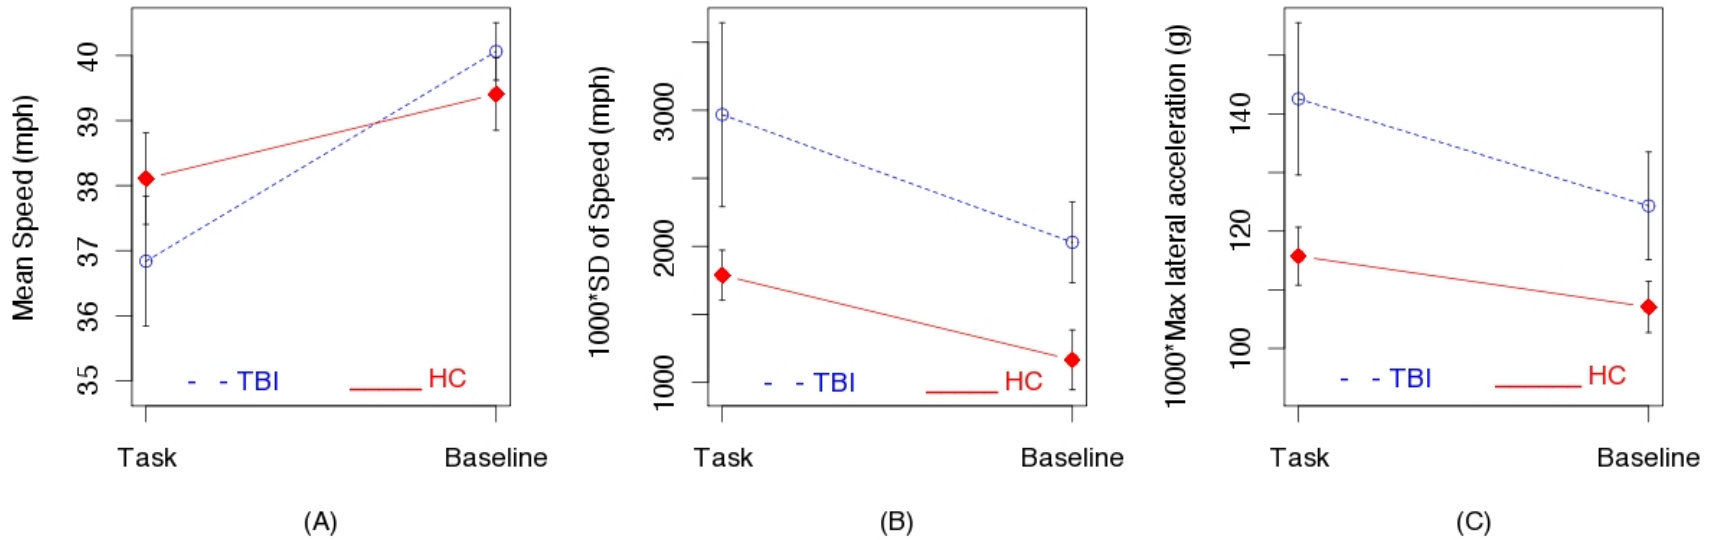 Mean Speed (mph)
40
39
38
37
36
35
TBI
HC
Task
Baseline
(A)
1000*SD of Speed (mph)
3000
2000
1000
TBI
HC
Task
Baseline
(B)
1000*Max lateral acceleration (g)
140
120
100
TBI
HC
Task
Baseline
(C)